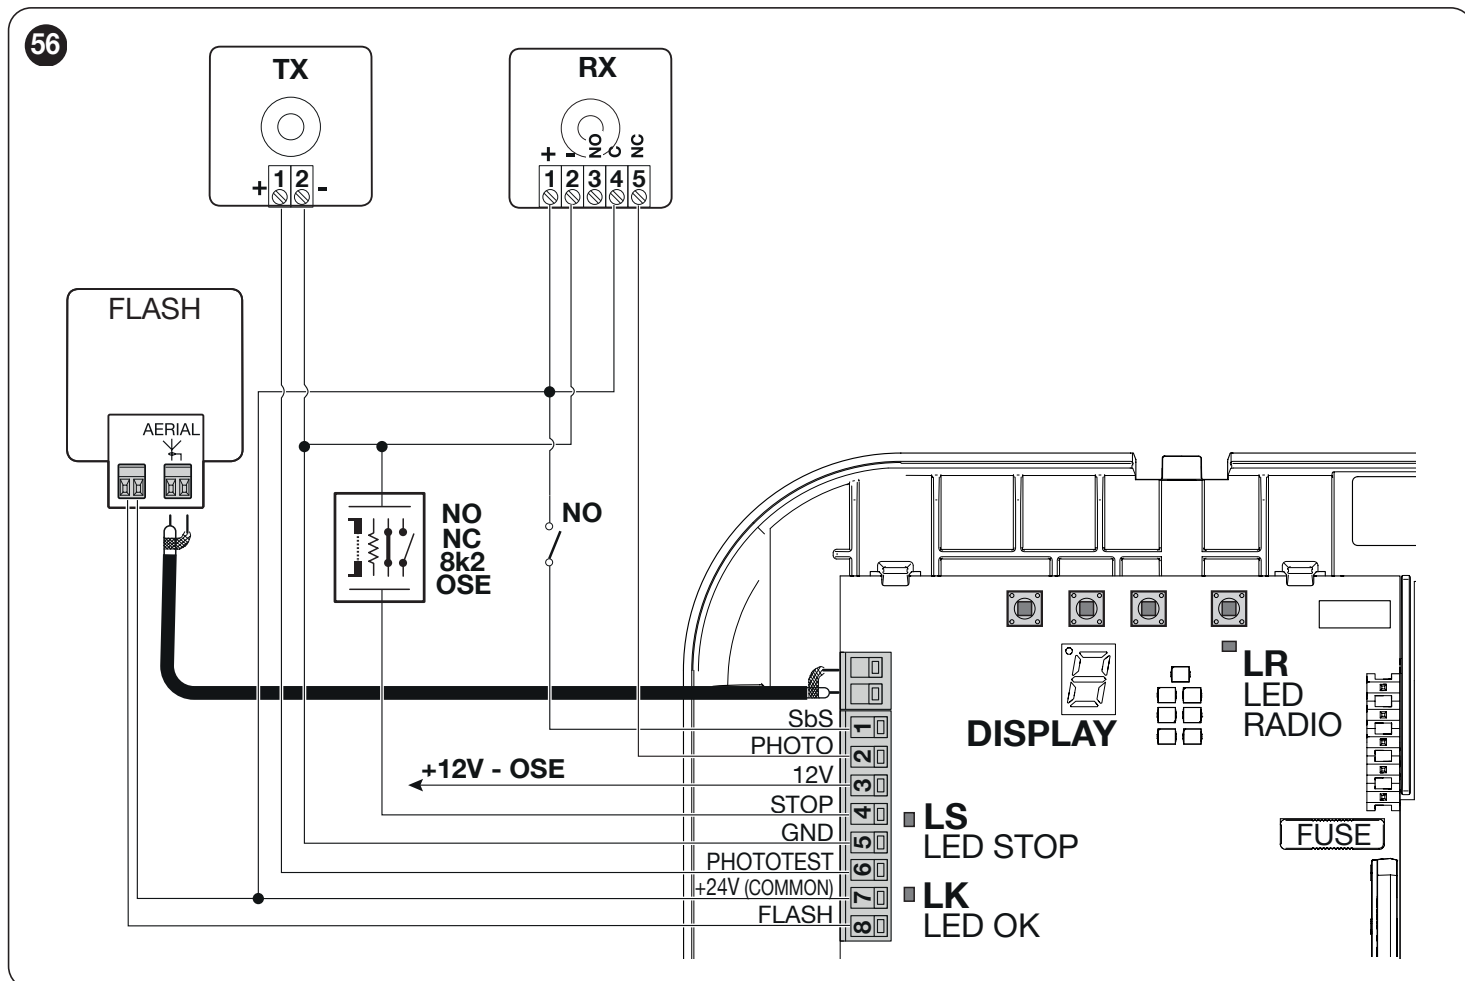 56
TX
RX
+ - NO C NC
+ 1 2 -
1 2 3 4 5
FLASH
AERIAL
NO
NC
8k2
OSE
NO
LR
LED
RADIO
DISPLAY
SbS 1
PHOTO 2
+12V - OSE
12V 3
STOP 4
GND 5
PHOTOTEST 6
+24V (COMMON) 7
FLASH 8
LS
LED STOP
LK
LED OK
FUSE